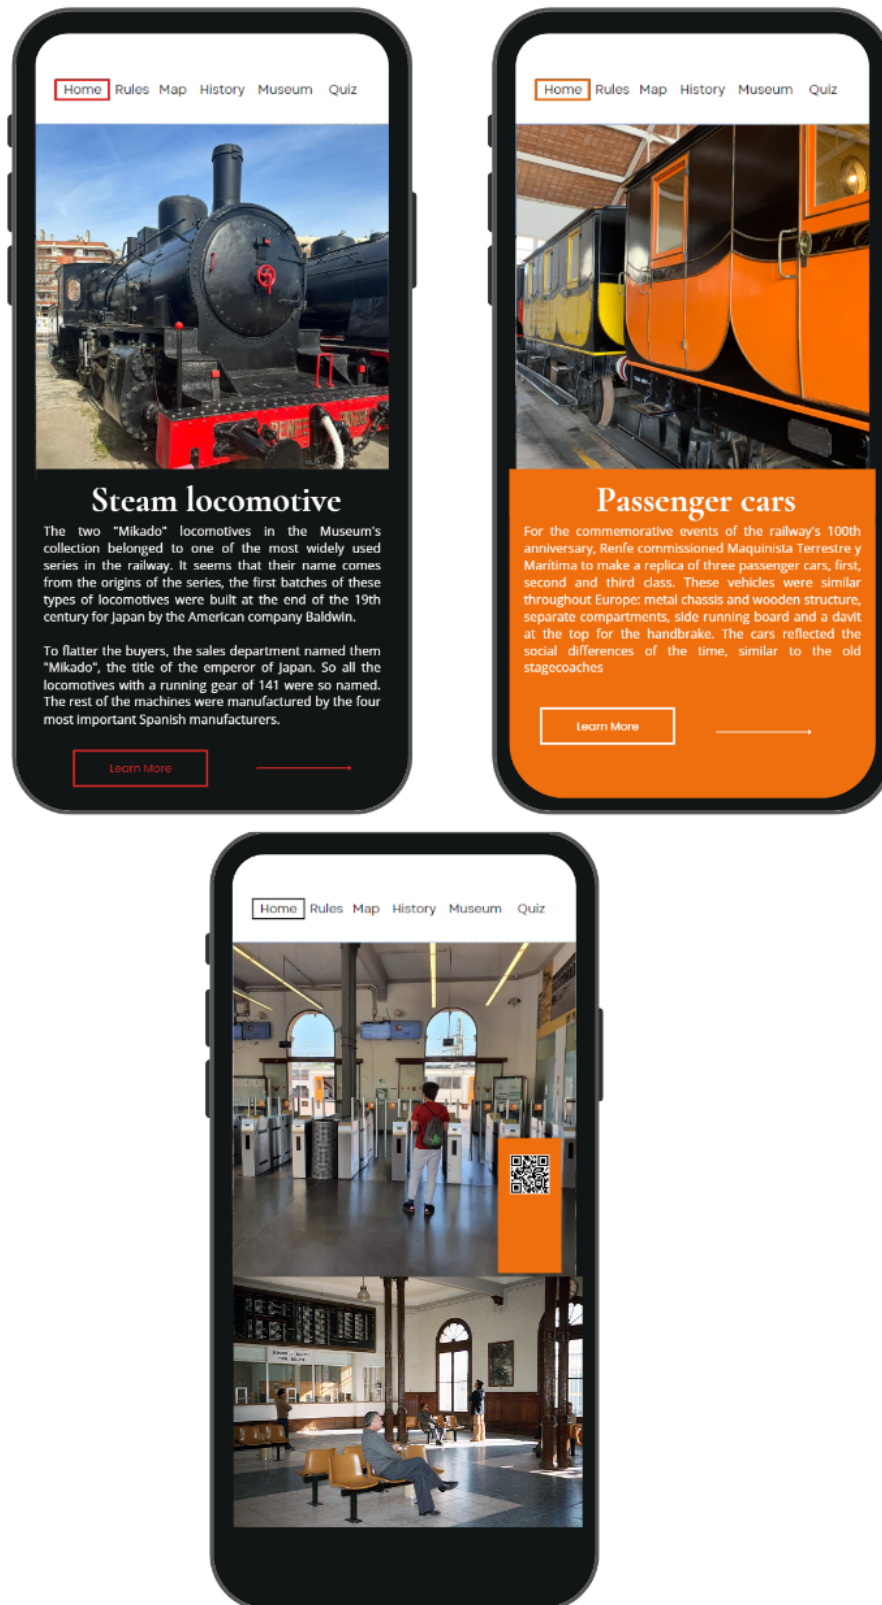 Home Rules Map History Museum Quiz
RENFE
Steam locomotive
The two "Mikado" locomotives in the Museum's
collection belonged to one of the most widely used
series in the railway. It seems that their name comes
from the origins of the series, the first batches of these
types of locomotives were built at the end of the 19th
century for Japan by the American company Baldwin.
To flatter the buyers, the sales department named them
"Mikado", the title of the emperor of Japan. So all the
locomotives with a running gear of 141 were so named.
The rest of the machines were manufactured by the four
most important Spanish manufacturers.
Learn More
Home Rules Map History Museum Quiz
Passenger cars
For the commemorative events of the railway's 100th
anniversary, Renfe commissioned Maquinista Terrestre y
Marítima to make a replica of three passenger cars, first,
second and third class. These vehicles were similar
throughout Europe: metal chassis and wooden structure,
separate compartments, side running board and a davit
at the top for the handbrake. The cars reflected the
social differences of the time, similar to the old
stagecoaches
Learn More
Home Rules Map History Museum Quiz